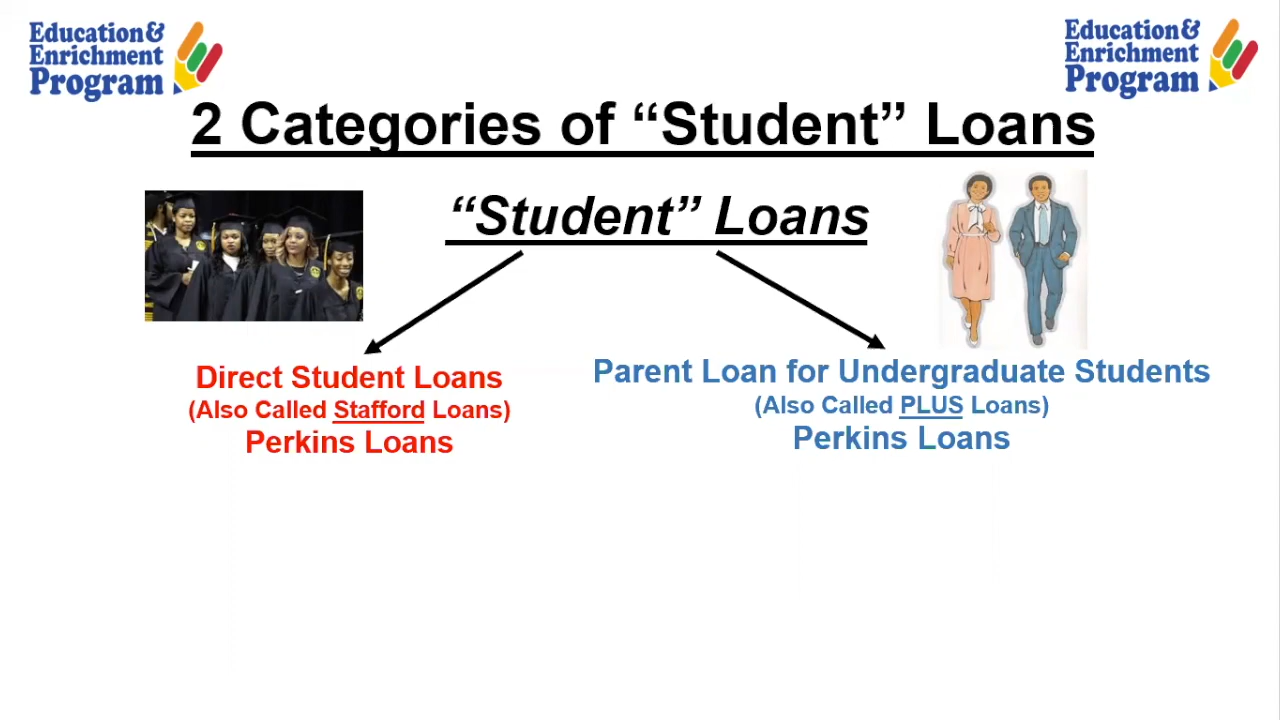 Education&
Enrichment
Program
Education&
Enrichment
Program
2 Categories of “Student” Loans
“Student” Loans
Direct Student Loans
(Also Called Stafford Loans)
Perkins Loans
Parent Loan for Undergraduate Students
(Also Called PLUS Loans)
Perkins Loans